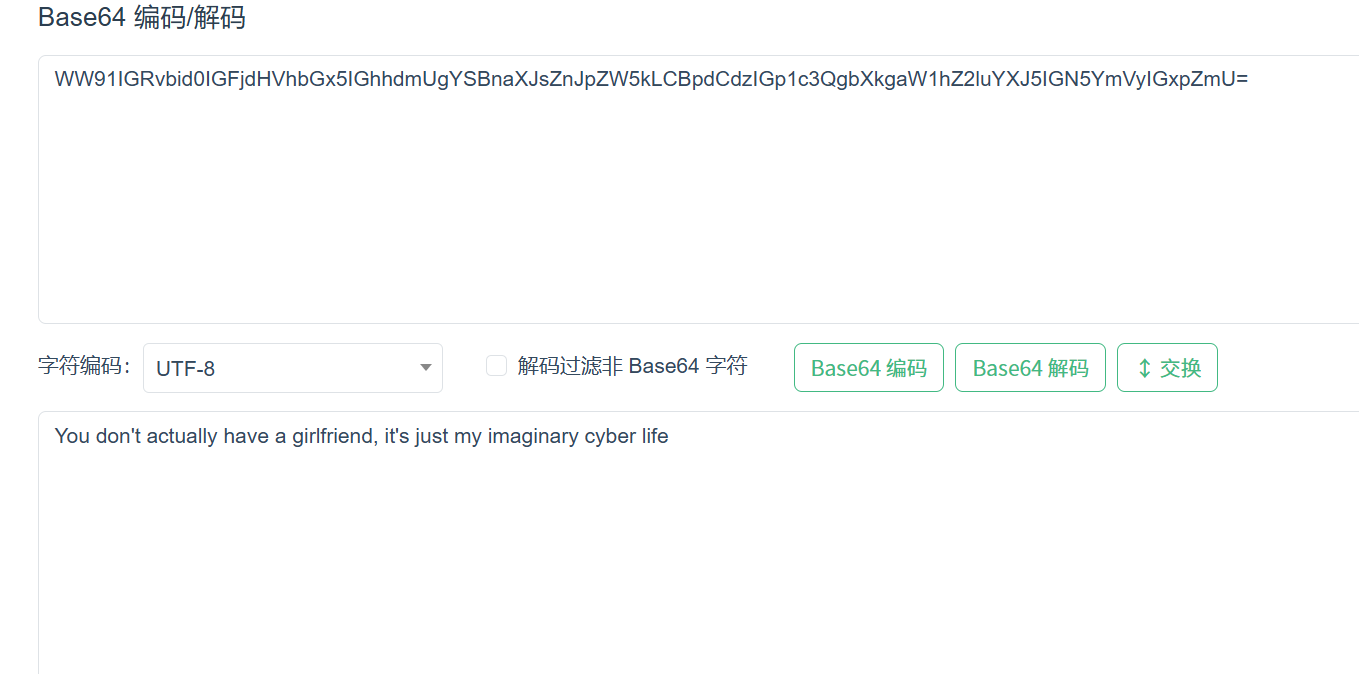 Base64 编码/解码
WW91IGRvbid0IGFjdHVhbGx5IGhhdmUgYSBnaXJsZnJpZW5kLCBpdCdzIGp1c3QgbXkgaW1hZ2luYXJ5IGN5YmVyIGxpZmU=
字符编码： UTF-8 解码过滤非 Base64 字符 Base64 编码 Base64 解码 交换
You don't actually have a girlfriend, it's just my imaginary cyber life